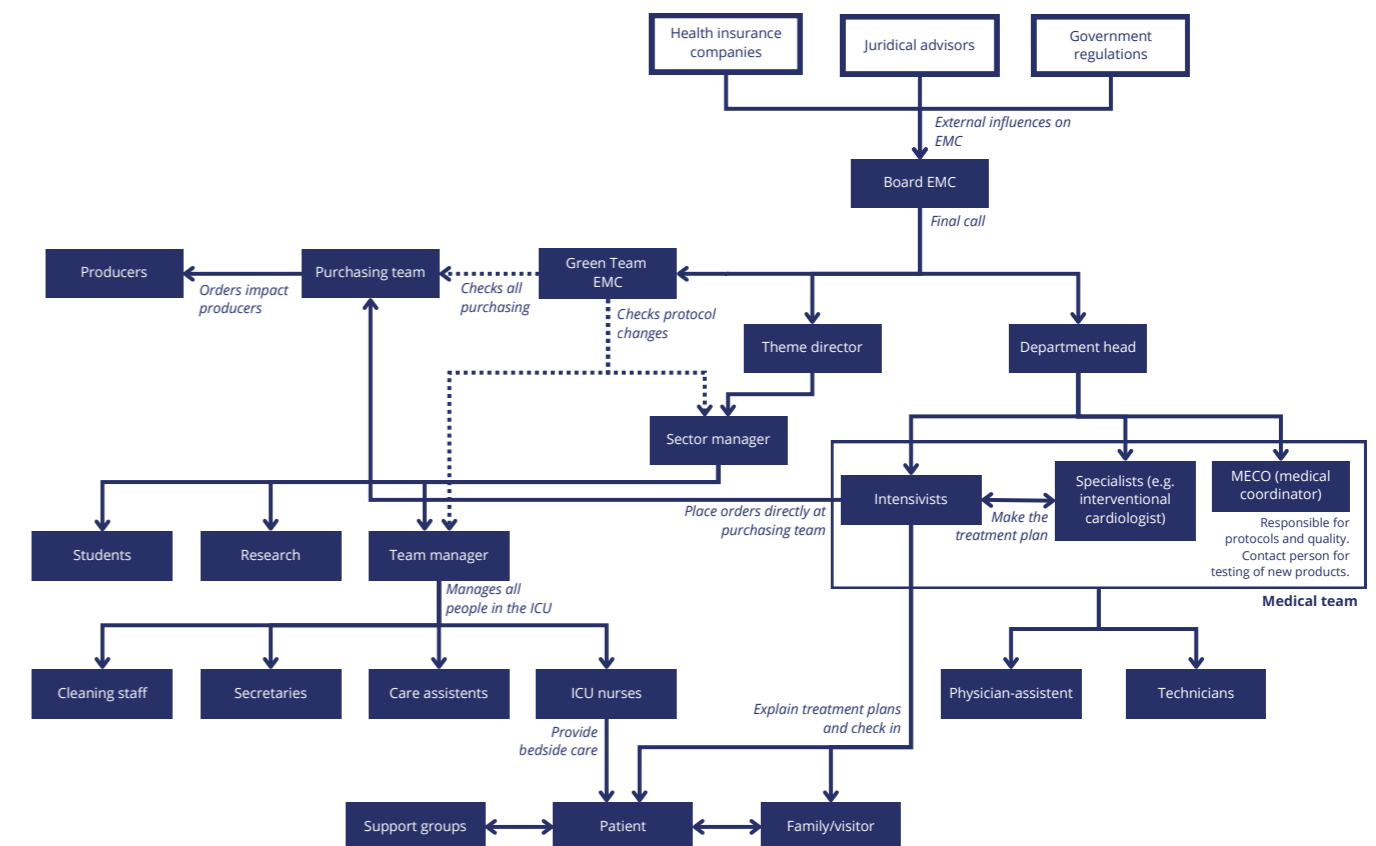 Health insurance
companies
Juridical advisors
Government
regulations
External influences on
EMC
Board EMC
Final call
Producers
Orders impact
producers
Purchasing team
Checks all
purchasing
Green Team
EMC
Checks protocol
changes
Theme director
Department head
Sector manager
Intensivists
Make the
treatment plan
Specialists (e.g.
interventional
cardiologist)
MECO (medical
coordinator)
Responsible for
protocols and quality.
Contact person for
testing of new products.
Medical team
Place orders directly at
purchasing team
Students
Research
Team manager
Manages all
people in the ICU
Cleaning staff
Secretaries
Care assistents
ICU nurses
Physician-assistent
Technicians
Provide
bedside care
Explain treatment plans
and check in
Support groups
Patient
Family/visitor